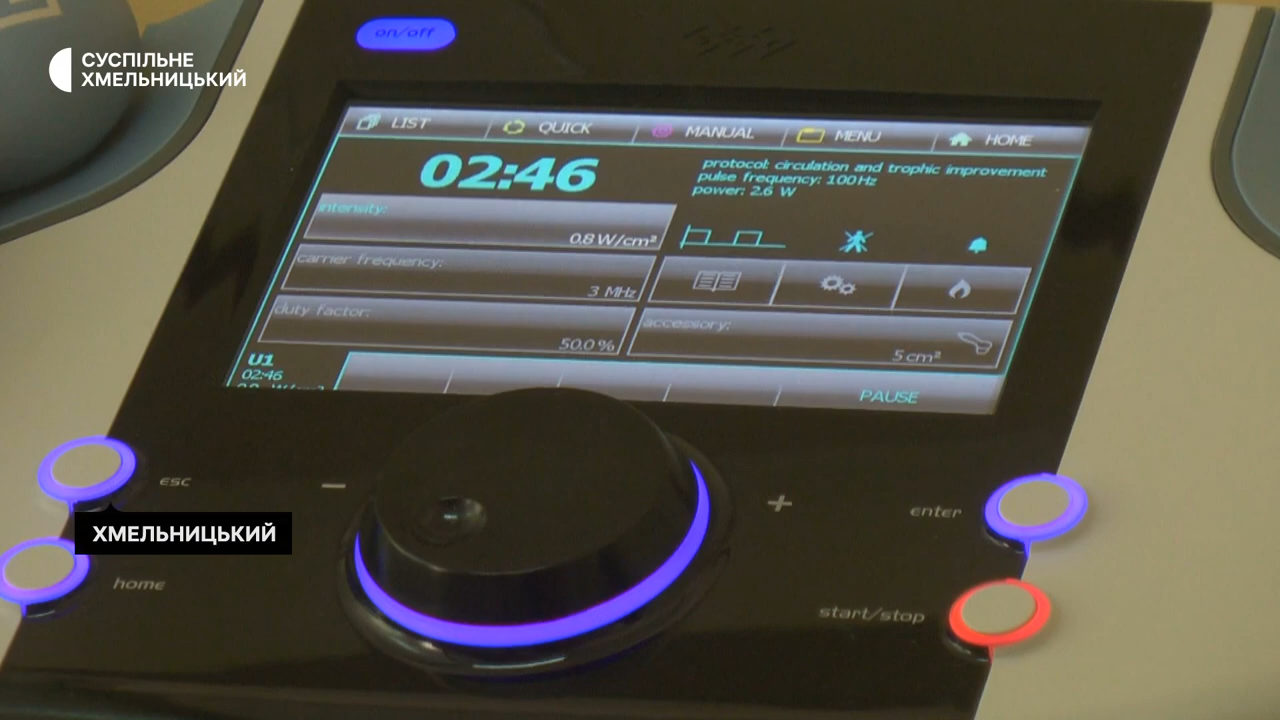 on/off
СУСПІЛЬНЕ
ХМЕЛЬНИЦЬКИЙ
LIST QUICK MANUAL MENU HOME
02:46
protocol: circulation and trophic improvement
pulse frequency: 100Hz
power: 2.6 W
intensity:
0.8 W/cm²
carrier frequency:
3 MHz
duty factor:
50.0 %
accessory:
5 cm²
U1
02:46
PAUSE
esc
− +
enter
ХМЕЛЬНИЦЬКИЙ
home
start/stop